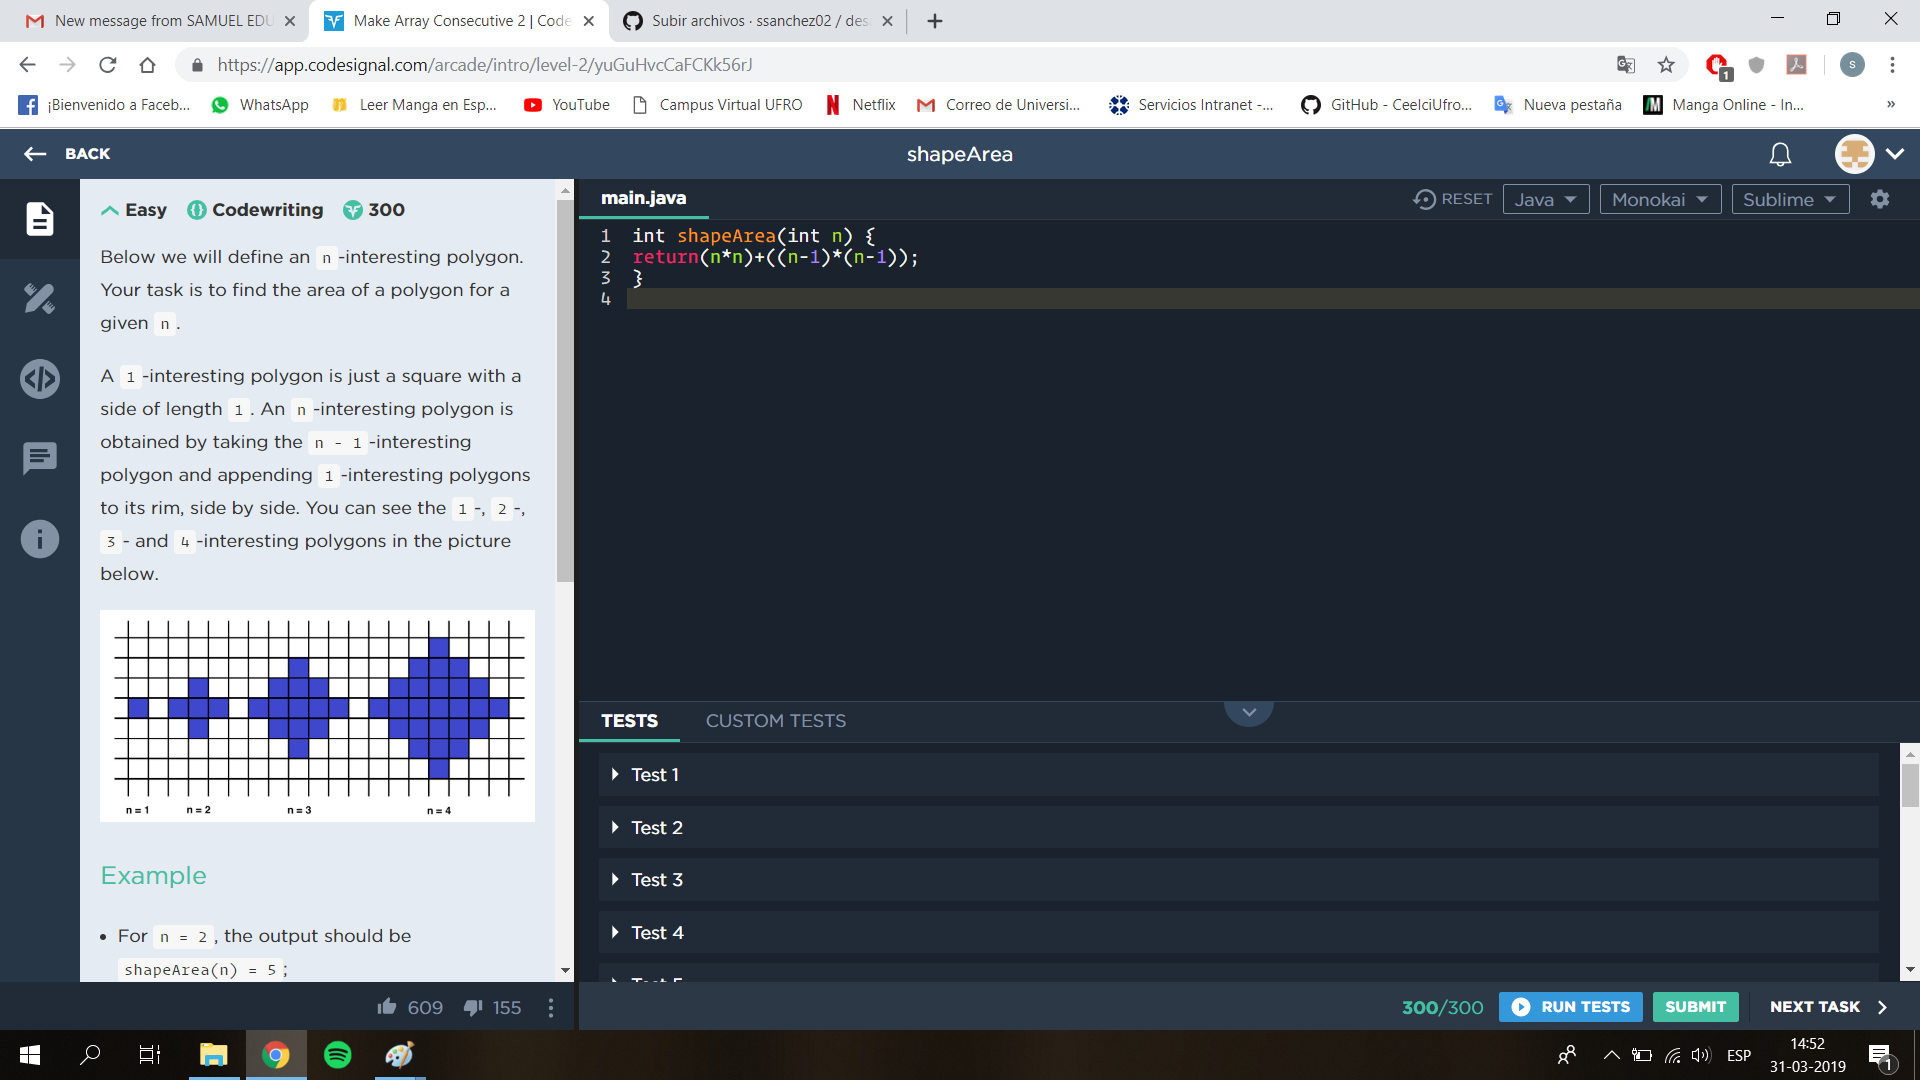 New message from SAMUEL EDU
Make Array Consecutive 2 | Code
Subir archivos · ssanchez02 / des
https://app.codesignal.com/arcade/intro/level-2/yuGuHvcCaFCKk56rJ
1
s
¡Bienvenido a Faceb...
WhatsApp
Leer Manga en Esp...
YouTube
Campus Virtual UFRO
Netflix
Correo de Universi...
Servicios Intranet -...
GitHub - CeelciUfro...
Nueva pestaña
Manga Online - In...
»
BACK
shapeArea
Easy
Codewriting
300
Below we will define an n -interesting polygon.
Your task is to find the area of a polygon for a
given n .
A 1 -interesting polygon is just a square with a
side of length 1 . An n -interesting polygon is
obtained by taking the n - 1 -interesting
polygon and appending 1 -interesting polygons
to its rim, side by side. You can see the 1 -, 2 -,
3 - and 4 -interesting polygons in the picture
below.
n = 1
n = 2
n = 3
n = 4
Example
• For n = 2 , the output should be
shapeArea(n) = 5 ;
609
155
main.java
RESET
Java
Monokai
Sublime
1 int shapeArea(int n) {
2 return(n*n)+((n-1)*(n-1));
3 }
4
TESTS
CUSTOM TESTS
Test 1
Test 2
Test 3
Test 4
300/300
RUN TESTS
SUBMIT
NEXT TASK
ESP
14:52
31-03-2019
1